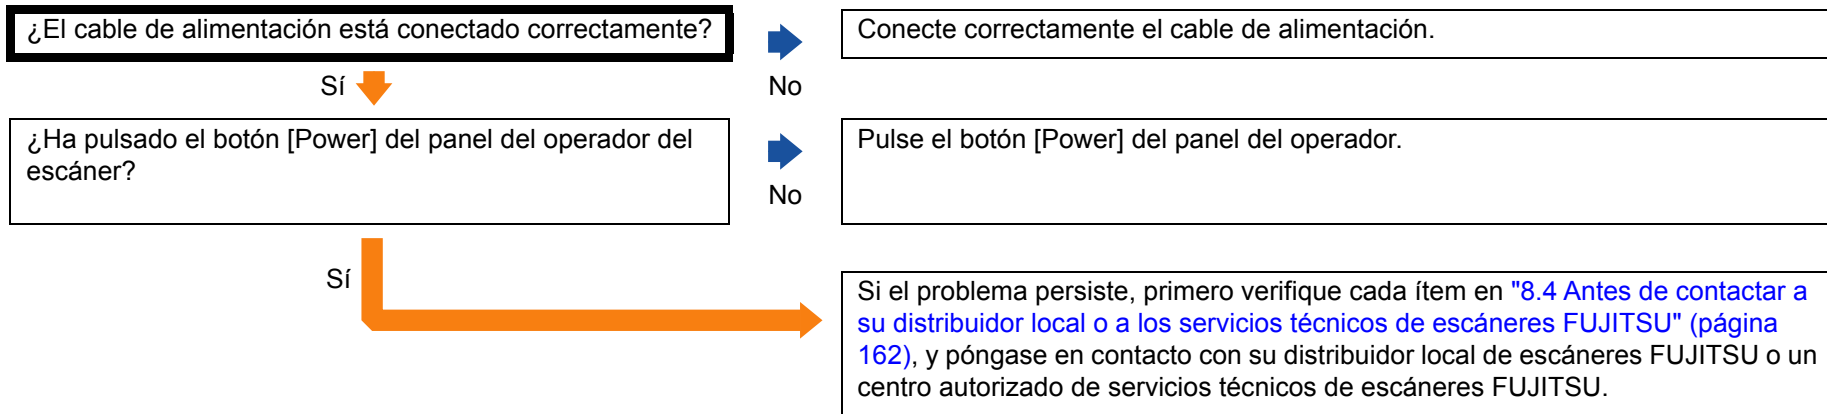 ¿El cable de alimentación está conectado correctamente?
Conecte correctamente el cable de alimentación.
Sí
No
¿Ha pulsado el botón [Power] del panel del operador del
escáner?
Pulse el botón [Power] del panel del operador.
No
Sí
Si el problema persiste, primero verifique cada ítem en "8.4 Antes de contactar a
su distribuidor local o a los servicios técnicos de escáneres FUJITSU" (página
162), y póngase en contacto con su distribuidor local de escáneres FUJITSU o un
centro autorizado de servicios técnicos de escáneres FUJITSU.